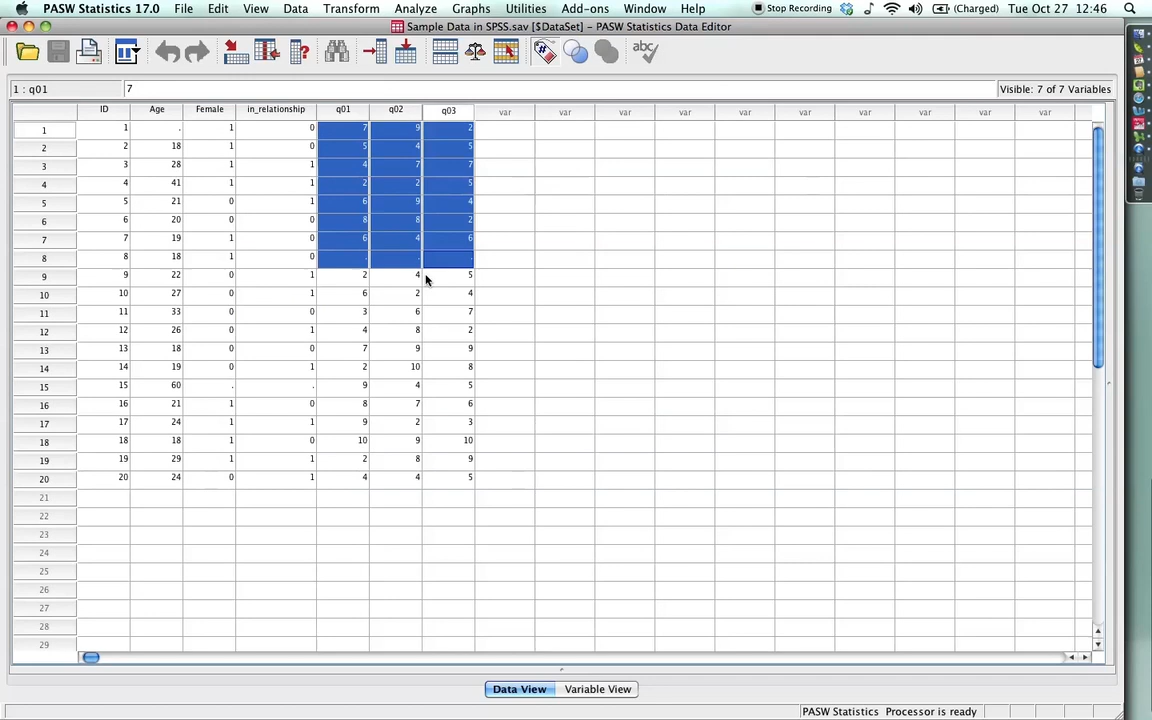 PASW Statistics 17.0 File Edit View Data Transform Analyze Graphs Utilities Add-ons Window Help Stop Recording (Charged) Tue Oct 27 12:46
Sample Data in SPSS.sav [$DataSet] – PASW Statistics Data Editor
abc
1 : q01 7 Visible: 7 of 7 Variables
ID Age Female in_relationship q01 q02 q03 var var var var var var var var var var
1 1 . 1 0 7 9 2
2 2 18 1 0 5 4 5
3 3 28 1 1 4 7 7
4 4 41 1 1 2 2 5
5 5 21 0 1 6 9 4
6 6 20 0 0 8 8 2
7 7 19 1 0 6 4 6
8 8 18 1 0 . . .
9 9 22 0 1 2 4 5
10 10 27 0 1 6 2 4
11 11 33 0 0 3 6 7
12 12 26 0 1 4 8 2
13 13 18 0 0 7 9 9
14 14 19 0 1 2 10 8
15 15 60 . . 9 4 5
16 16 21 1 0 8 7 6
17 17 24 1 1 9 2 3
18 18 18 1 0 10 9 10
19 19 29 1 1 2 8 9
20 20 24 0 1 4 4 5
21
22
23
24
25
26
27
28
29
Data View Variable View
PASW Statistics Processor is ready